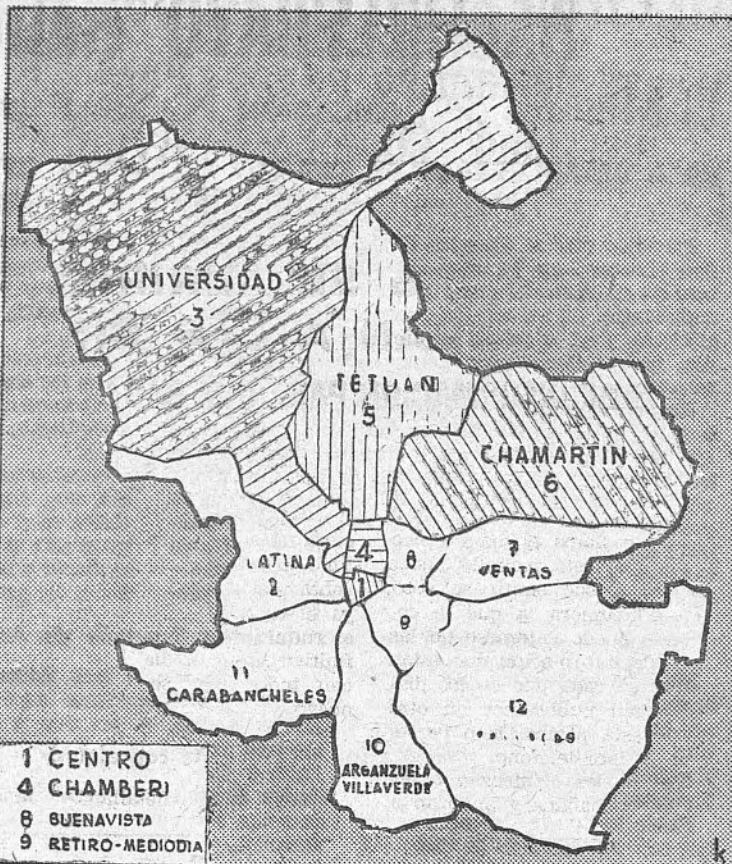 UNIVERSIDAD
3
TETUAN
5
CHAMARTIN
6
4
8
7
VENTAS
LATINA
2
1
9
11
CARABANCHELES
12
10
ARGANZUELA
VILLAVERDE
1 CENTRO
4 CHAMBERI
8 BUENAVISTA
9 RETIRO-MEDIODIA
k